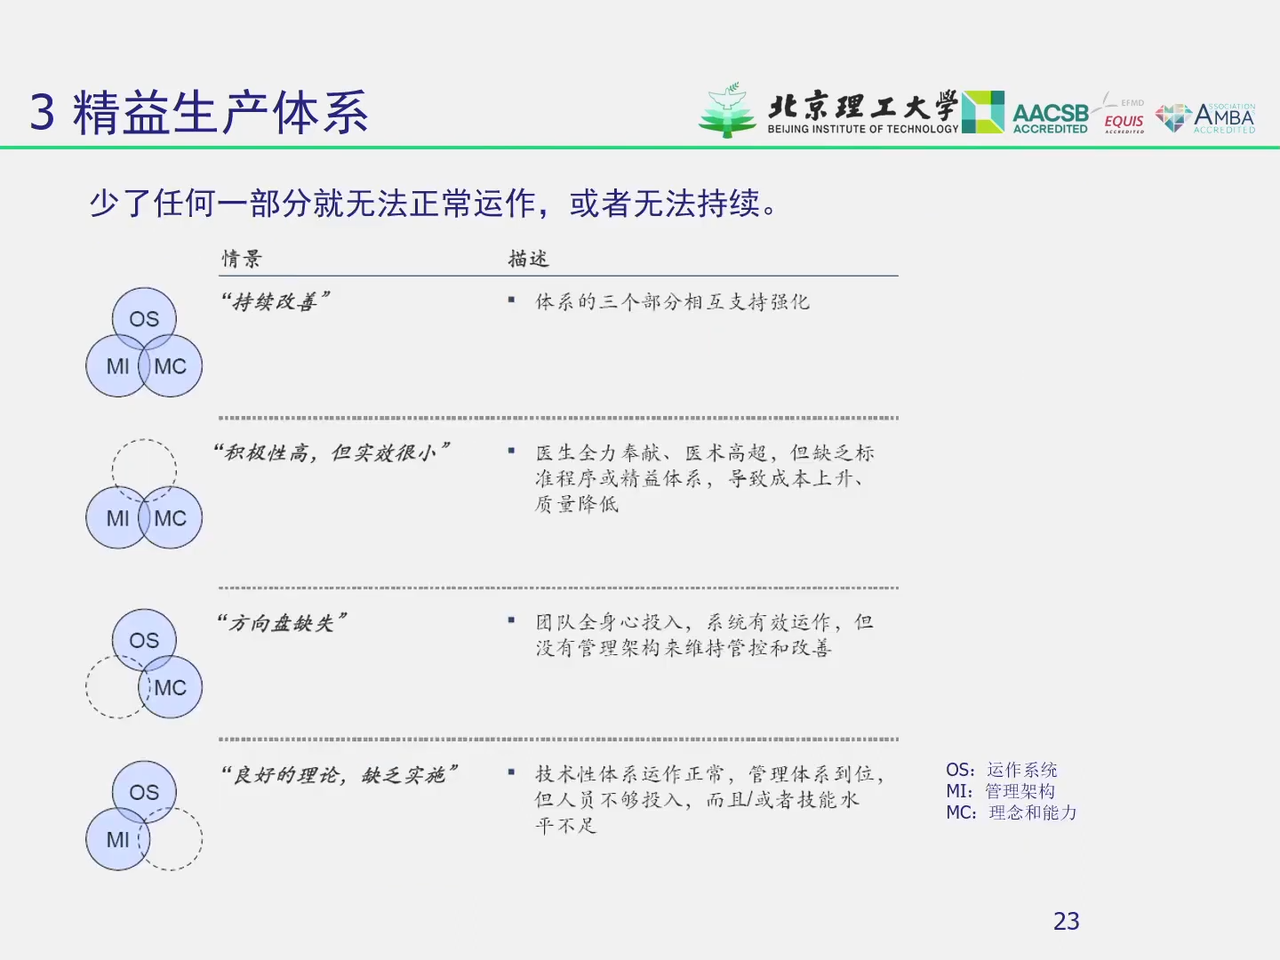 3 精益生产体系
北京理工大学
BEIJING INSTITUTE OF TECHNOLOGY
AACSB
ACCREDITED
EFMD
EQUIS
ACCREDITED
ASSOCIATION
AMBA
ACCREDITED
少了任何一部分就无法正常运作，或者无法持续。
情景 描述
OS
MI MC
“持续改善”
▪ 体系的三个部分相互支持强化
MI MC
“积极性高，但实效很小”
▪ 医生全力奉献、医术高超，但缺乏标
准程序或精益体系，导致成本上升、
质量降低
OS
MC
“方向盘缺失”
▪ 团队全身心投入，系统有效运作，但
没有管理架构来维持管控和改善
OS
MI
“良好的理论，缺乏实施”
▪ 技术性体系运作正常，管理体系到位，
但人员不够投入，而且/或者技能水
平不足
OS：运作系统
MI：管理架构
MC：理念和能力
23